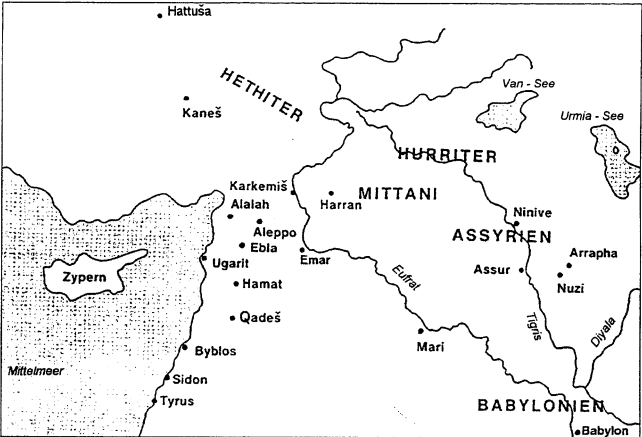 Hattuša
HETHITER
Van - See
Kaneš
Urmia - See
HURRITER
Karkemiš
MITTANI
Harran
Alalah
Aleppo
Ninive
ASSYRIEN
Ebla
Emar
Ugarit
Arrapha
Assur
Nuzi
Zypern
Eufrat
Hamat
Qadeš
Tigris
Diyala
Mari
Byblos
Mittelmeer
Sidon
Tyrus
BABYLONIEN
Babylon